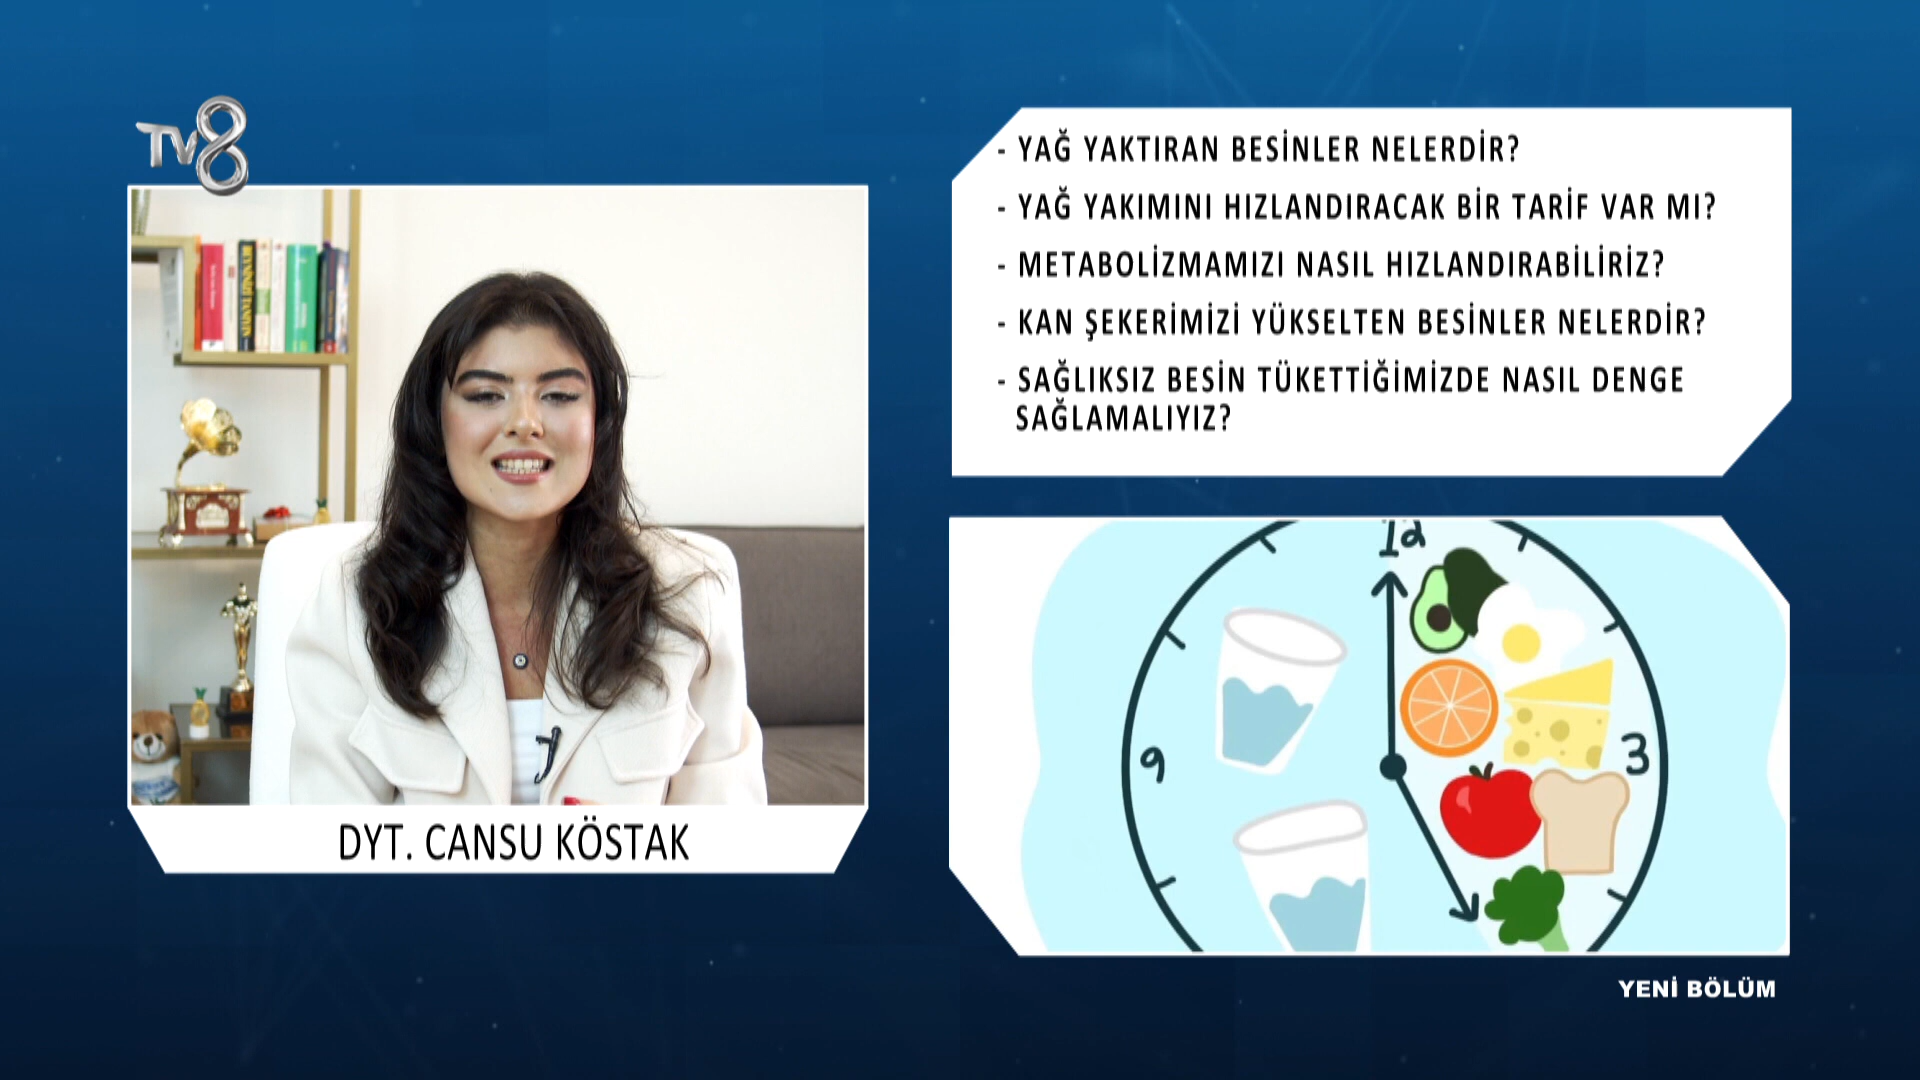 TV8
- YAĞ YAKTIRAN BESİNLER NELERDİR?
- YAĞ YAKIMINI HIZLANDIRACAK BİR TARİF VAR MI?
- METABOLİZMAMIZI NASIL HIZLANDIRABİLİRİZ?
- KAN ŞEKERİMİZİ YÜKSELTEN BESİNLER NELERDİR?
- SAĞLIKSIZ BESİN TÜKETTİĞİMİZDE NASIL DENGE
SAĞLAMALIYIZ?
DYT. CANSU KÖSTAK
12
9
3
YENİ BÖLÜM